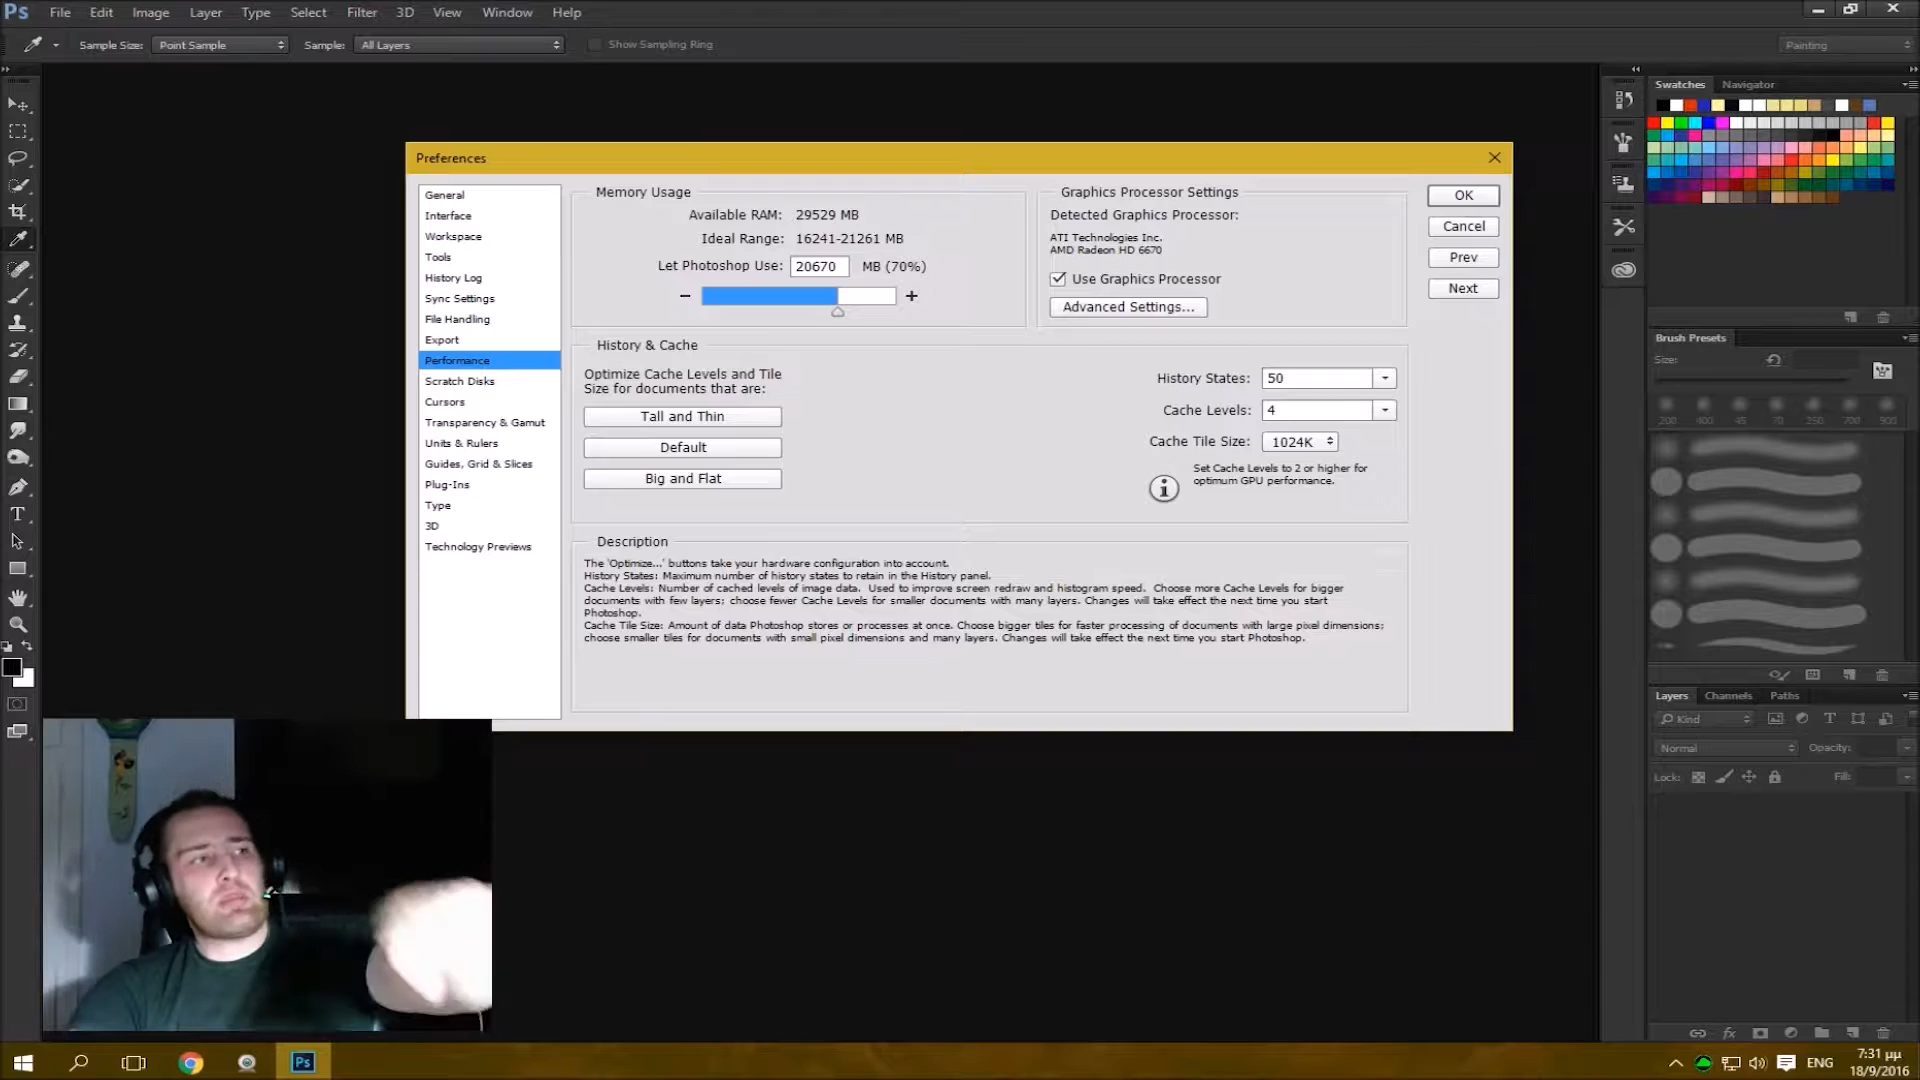 Ps File Edit Image Layer Type Select Filter 3D View Window Help
Sample Size: Point Sample Sample: All Layers Show Sampling Ring Painting
Swatches Navigator
Preferences
General
Interface
Workspace
Tools
History Log
Sync Settings
File Handling
Export
Performance
Scratch Disks
Cursors
Transparency & Gamut
Units & Rulers
Guides, Grid & Slices
Plug-Ins
Type
3D
Technology Previews
Memory Usage
Available RAM: 29529 MB
Ideal Range: 16241-21261 MB
Let Photoshop Use: 20670 MB (70%)
Graphics Processor Settings
Detected Graphics Processor:
ATI Technologies Inc.
AMD Radeon HD 6670
Use Graphics Processor
Advanced Settings...
OK
Cancel
Prev
Next
History & Cache
Optimize Cache Levels and Tile
Size for documents that are:
Tall and Thin
Default
Big and Flat
History States: 50
Cache Levels: 4
Cache Tile Size: 1024K
Set Cache Levels to 2 or higher for
optimum GPU performance.
Description
The 'Optimize...' buttons take your hardware configuration into account.
History States: Maximum number of history states to retain in the History panel.
Cache Levels: Number of cached levels of image data. Used to improve screen redraw and histogram speed. Choose more Cache Levels for bigger
documents with few layers; choose fewer Cache Levels for smaller documents with many layers. Changes will take effect the next time you start
Photoshop.
Cache Tile Size: Amount of data Photoshop stores or processes at once. Choose bigger tiles for faster processing of documents with large pixel dimensions;
choose smaller tiles for documents with small pixel dimensions and many layers. Changes will take effect the next time you start Photoshop.
Brush Presets
Size:
200 400 45 70 250 700 900
Layers Channels Paths
Kind
Normal Opacity:
Lock: Fill:
fx
Ps
ENG
7:31 μμ
18/9/2016